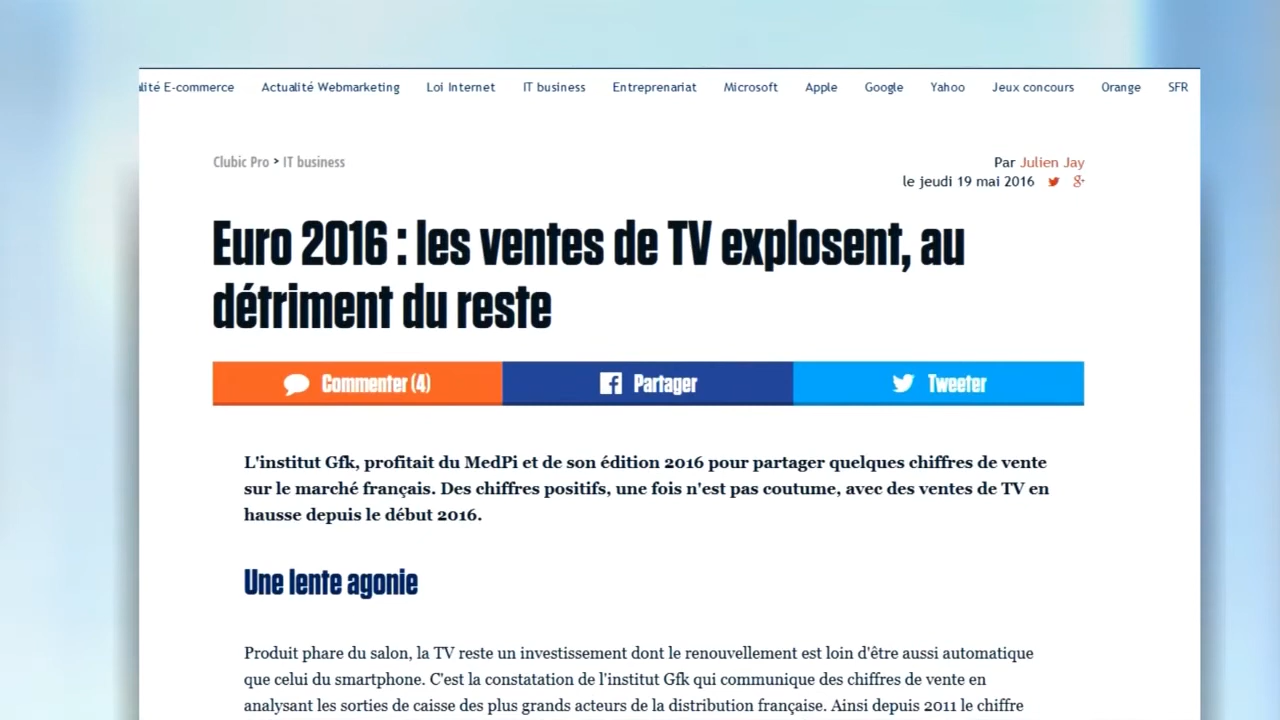 lité E-commerce Actualité Webmarketing Loi Internet IT business Entreprenariat Microsoft Apple Google Yahoo Jeux concours Orange SFR
Clubic Pro > IT business
Par Julien Jay
le jeudi 19 mai 2016
Euro 2016 : les ventes de TV explosent, au
détriment du reste
Commenter (4) Partager Tweeter
L'institut Gfk, profitait du MedPi et de son édition 2016 pour partager quelques chiffres de vente
sur le marché français. Des chiffres positifs, une fois n'est pas coutume, avec des ventes de TV en
hausse depuis le début 2016.
Une lente agonie
Produit phare du salon, la TV reste un investissement dont le renouvellement est loin d'être aussi automatique
que celui du smartphone. C'est la constatation de l'institut Gfk qui communique des chiffres de vente en
analysant les sorties de caisse des plus grands acteurs de la distribution française. Ainsi depuis 2011 le chiffre